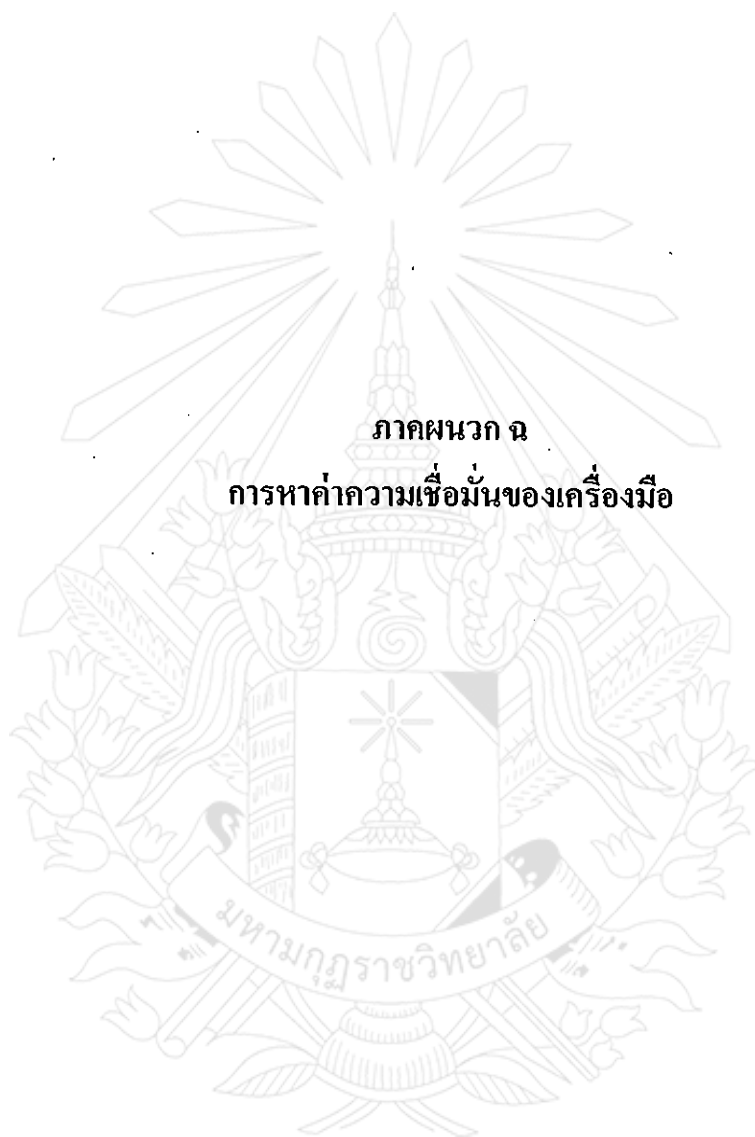 ภาคผนวก ฉ
การหาค่าความเชื่อมั่นของเครื่องมือ
มหามกุฏราชวิทยาลัย